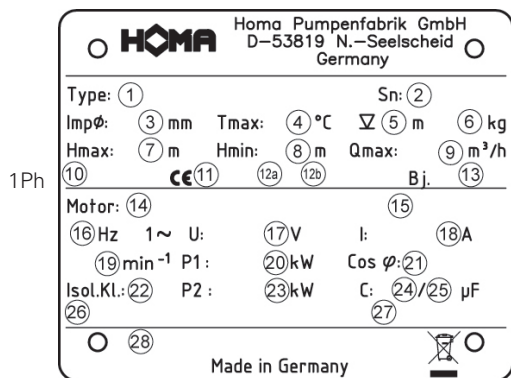 HOMA
Homa Pumpenfabrik GmbH
D-53819 N.-Seelscheid
Germany
Type: 1 Sn: 2
Impø: 3 mm Tmax: 4 °C 5 m 6 kg
Hmax: 7 m Hmin: 8 m Qmax: 9 m³/h
1Ph
10 CE 11 12a 12b Bj. 13
Motor: 14 15
16 Hz 1~ U: 17 V I: 18 A
19 min⁻¹ P1: 20 kW Cos φ: 21
Isol.Kl.: 22 P2: 23 kW C: 24 / 25 µF
26 27
28
Made in Germany